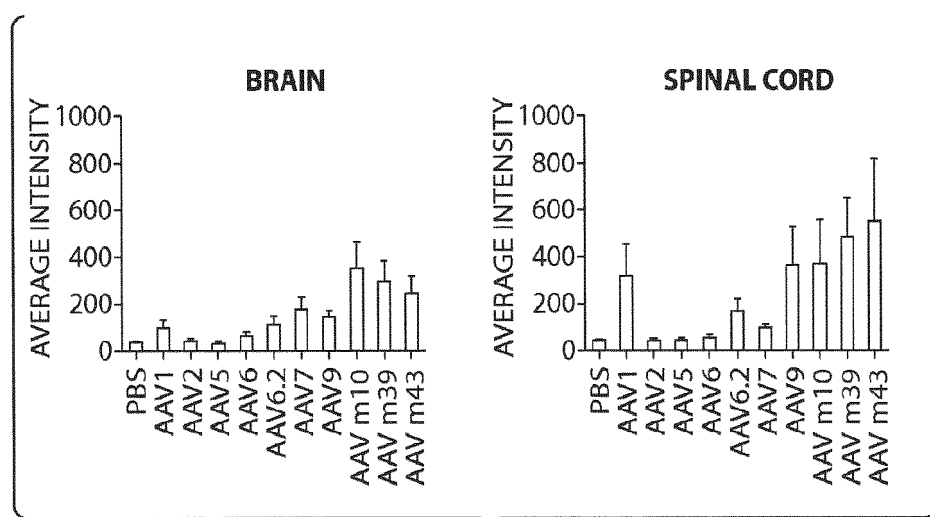 BRAIN
AVERAGE INTENSITY
1000
800
600
400
200
0
PBS
AAV1
AAV2
AAV5
AAV6
AAV6.2
AAV7
AAV9
AAV m10
AAV m39
AAV m43
SPINAL CORD
AVERAGE INTENSITY
1000
800
600
400
200
0
PBS
AAV1
AAV2
AAV5
AAV6
AAV6.2
AAV7
AAV9
AAV m10
AAV m39
AAV m43